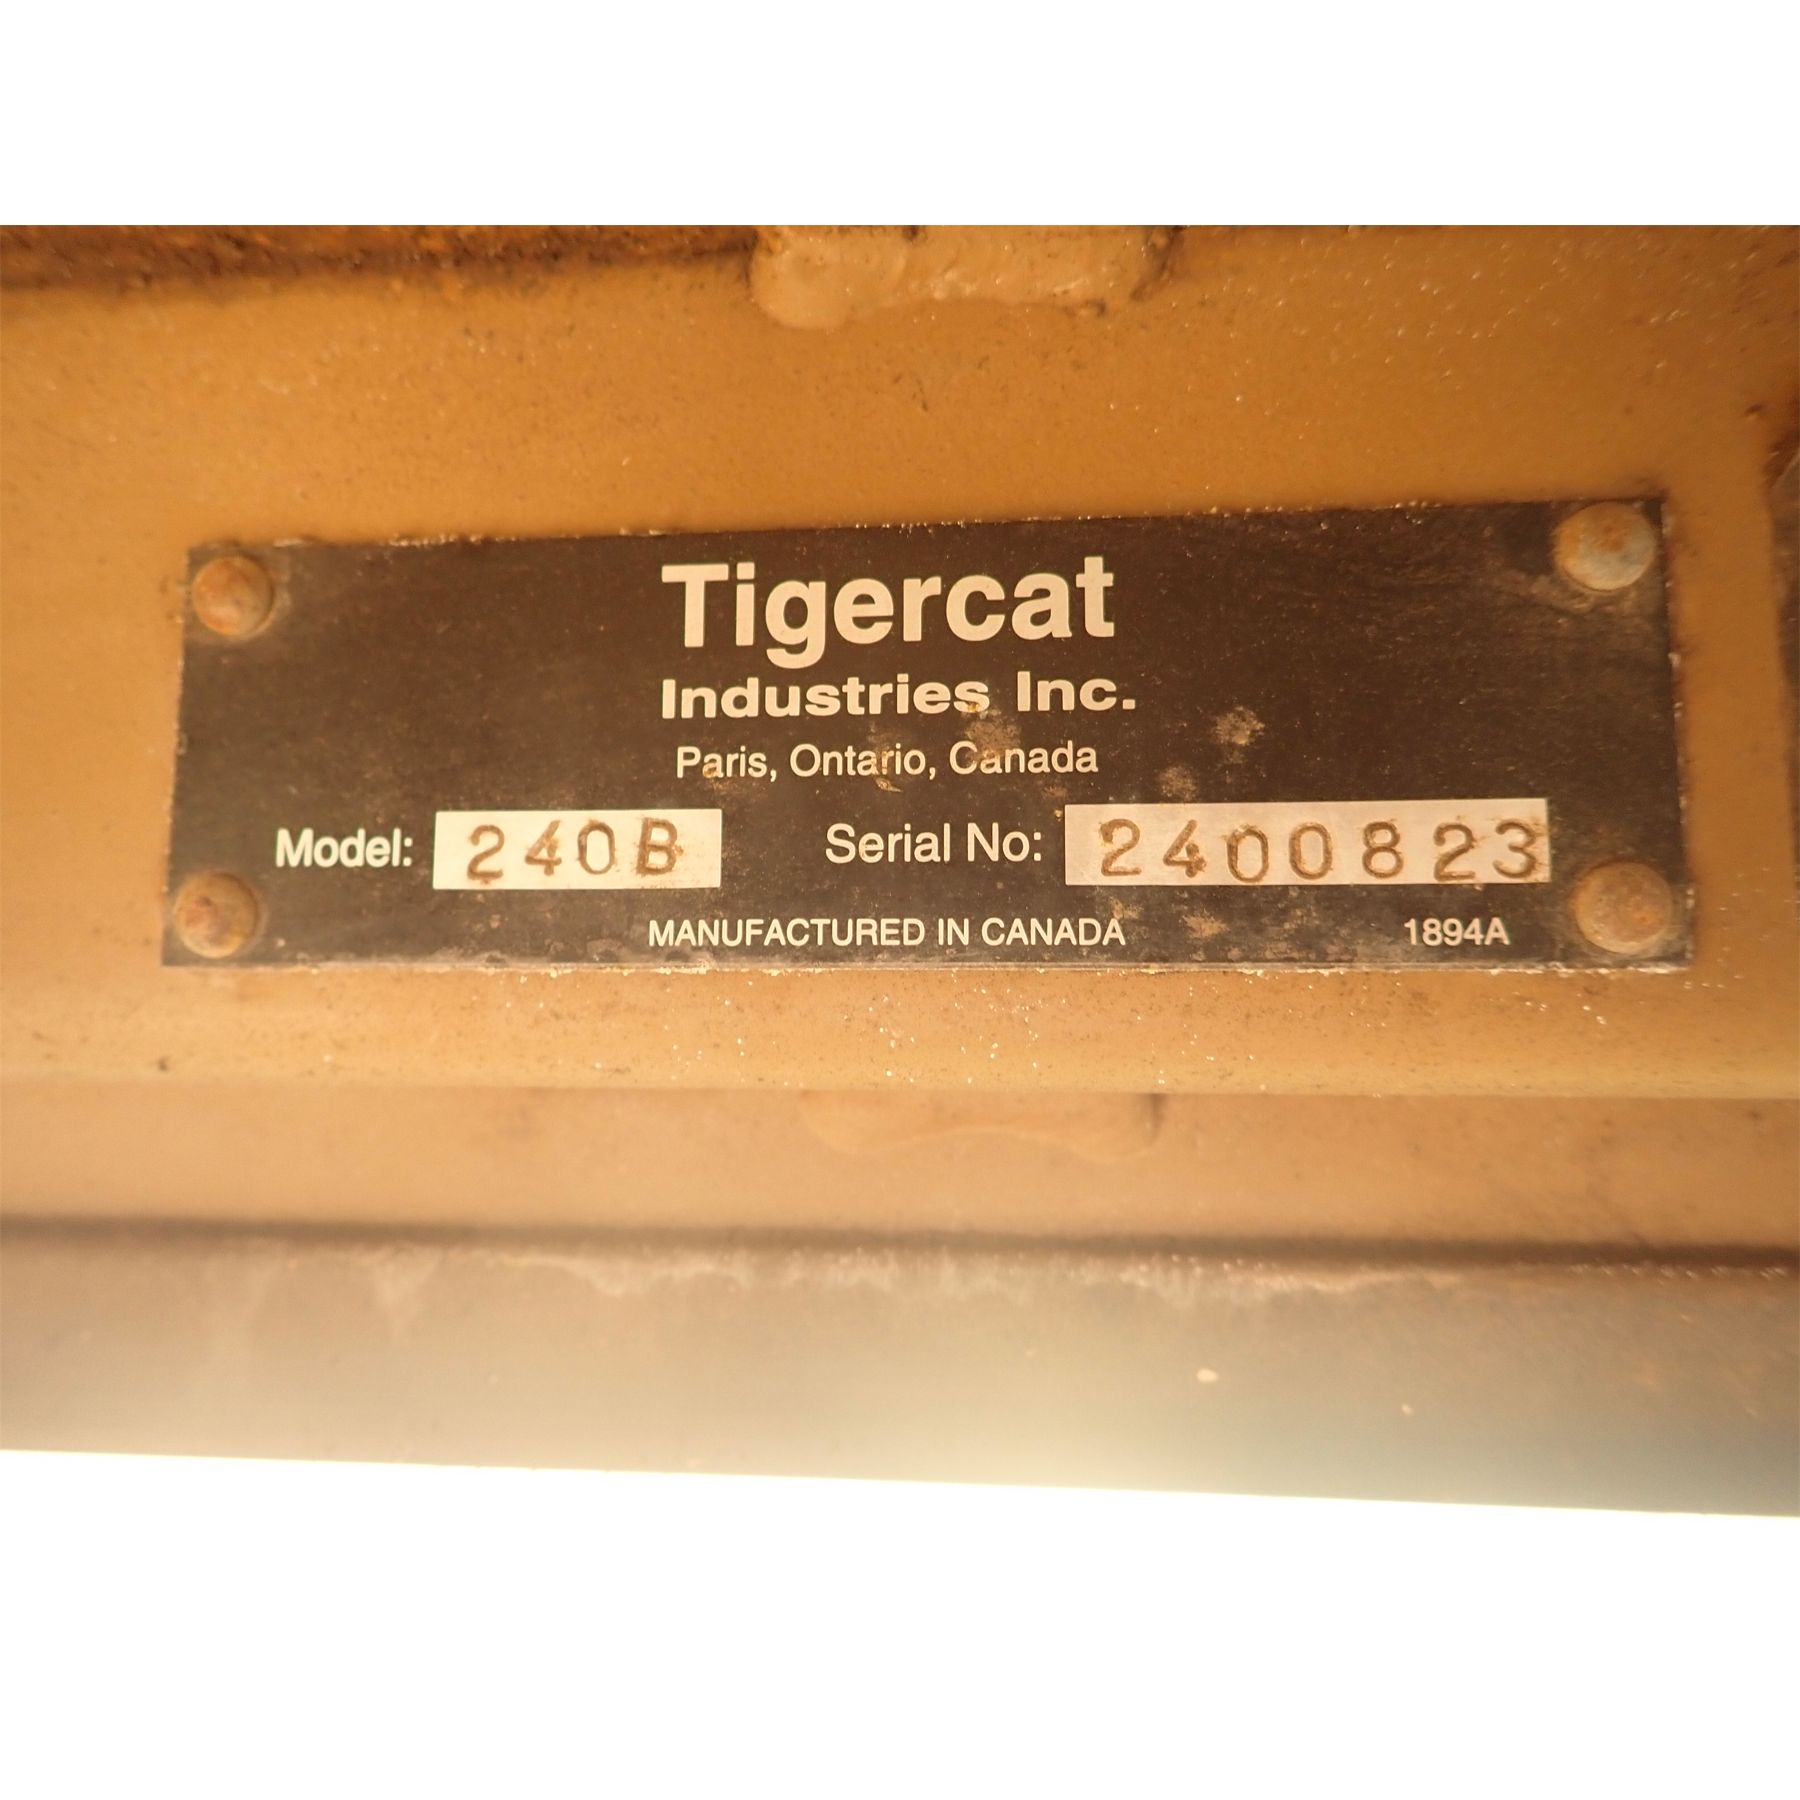 Tigercat
Industries Inc.
Paris, Ontario, Canada
Model: 240B Serial No: 2400823
MANUFACTURED IN CANADA 1894A